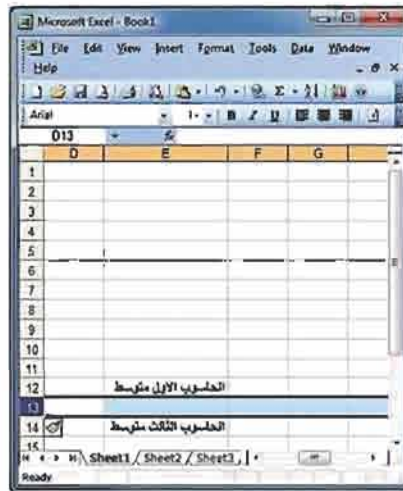 Microsoft Excel - Book1
File Edit View Insert Format Tools Data Window
Help
Arial
D13
D E F G
1
2
3
4
5
6
7
8
9
10
11
12 الحاسوب الأول متوسط
13
14 الحاسوب الثالث متوسط
15
Sheet1 / Sheet2 / Sheet3
Ready